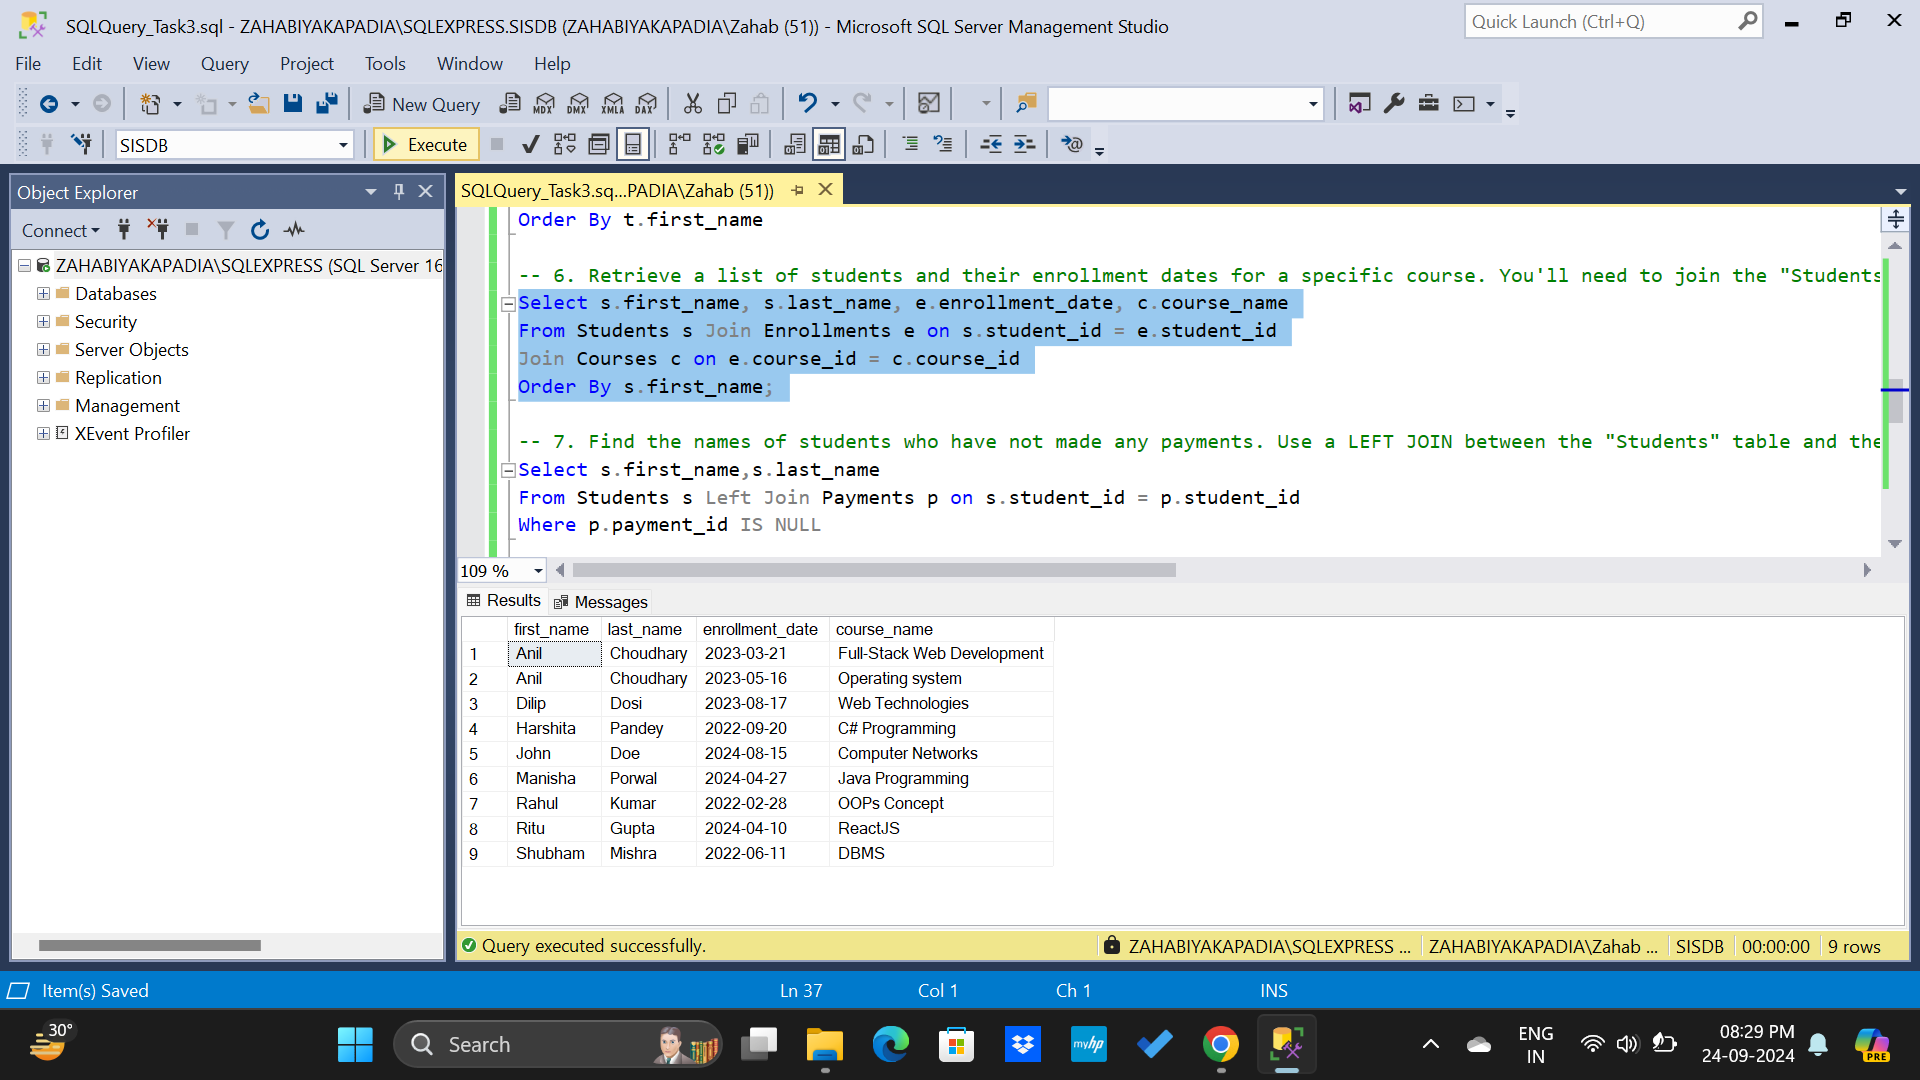 SQLQuery_Task3.sql - ZAHABIYAKAPADIA\SQLEXPRESS.SISDB (ZAHABIYAKAPADIA\Zahab (51)) - Microsoft SQL Server Management Studio
Quick Launch (Ctrl+Q)
File Edit View Query Project Tools Window Help
New Query MDX DMX XMLA DAX
SISDB Execute
Object Explorer
SQLQuery_Task3.sq...PADIA\Zahab (51))
Connect
ZAHABIYAKAPADIA\SQLEXPRESS (SQL Server 16
Databases
Security
Server Objects
Replication
Management
XEvent Profiler
Order By t.first_name
-- 6. Retrieve a list of students and their enrollment dates for a specific course. You'll need to join the "Students
Select s.first_name, s.last_name, e.enrollment_date, c.course_name
From Students s Join Enrollments e on s.student_id = e.student_id
Join Courses c on e.course_id = c.course_id
Order By s.first_name;
-- 7. Find the names of students who have not made any payments. Use a LEFT JOIN between the "Students" table and the
Select s.first_name,s.last_name
From Students s Left Join Payments p on s.student_id = p.student_id
Where p.payment_id IS NULL
109 %
Results Messages
first_name last_name enrollment_date course_name
1 Anil Choudhary 2023-03-21 Full-Stack Web Development
2 Anil Choudhary 2023-05-16 Operating system
3 Dilip Dosi 2023-08-17 Web Technologies
4 Harshita Pandey 2022-09-20 C# Programming
5 John Doe 2024-08-15 Computer Networks
6 Manisha Porwal 2024-04-27 Java Programming
7 Rahul Kumar 2022-02-28 OOPs Concept
8 Ritu Gupta 2024-04-10 ReactJS
9 Shubham Mishra 2022-06-11 DBMS
Query executed successfully. ZAHABIYAKAPADIA\SQLEXPRESS ... ZAHABIYAKAPADIA\Zahab ... SISDB 00:00:00 9 rows
Item(s) Saved Ln 37 Col 1 Ch 1 INS
30°
Search
myhp
ENG
IN
08:29 PM
24-09-2024
PRE